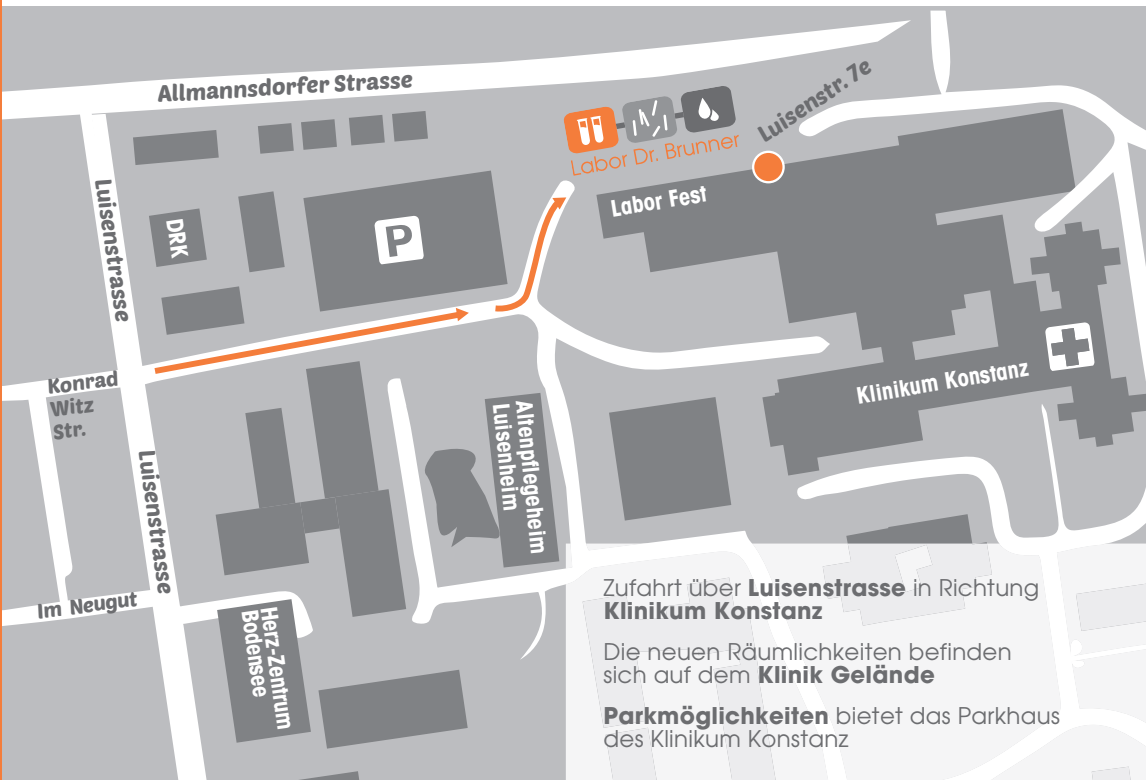 Allmannsdorfer Strasse
Luisenstr. 7e
Labor Dr. Brunner
Labor Fest
Luisenstrasse
DRK
P
Konrad
Witz
Str.
Klinikum Konstanz
Altenpflegeheim
Luisenheim
Luisenstrasse
Im Neugut
Herz-Zentrum
Bodensee
Zufahrt über Luisenstrasse in Richtung
Klinikum Konstanz
Die neuen Räumlichkeiten befinden
sich auf dem Klinik Gelände
Parkmöglichkeiten bietet das Parkhaus
des Klinikum Konstanz